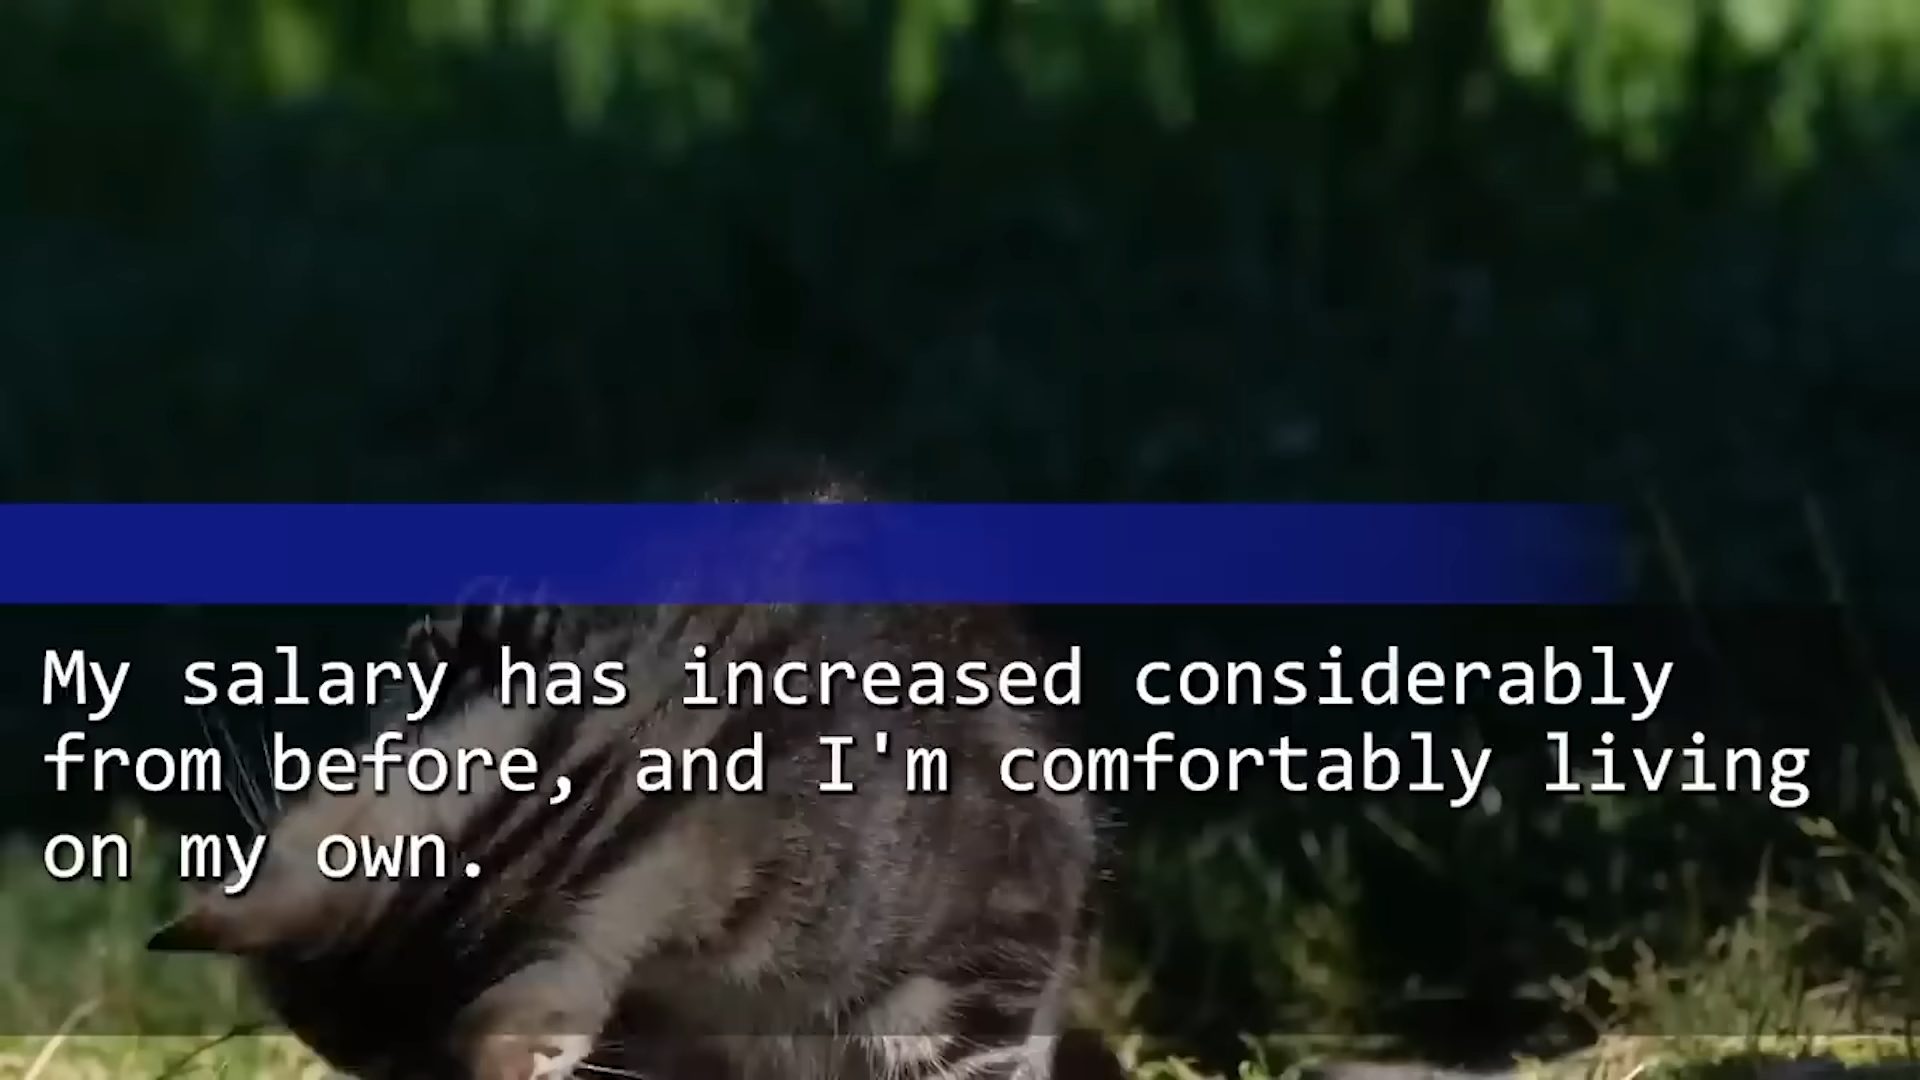 My salary has increased considerably
from before, and I'm comfortably living
on my own.